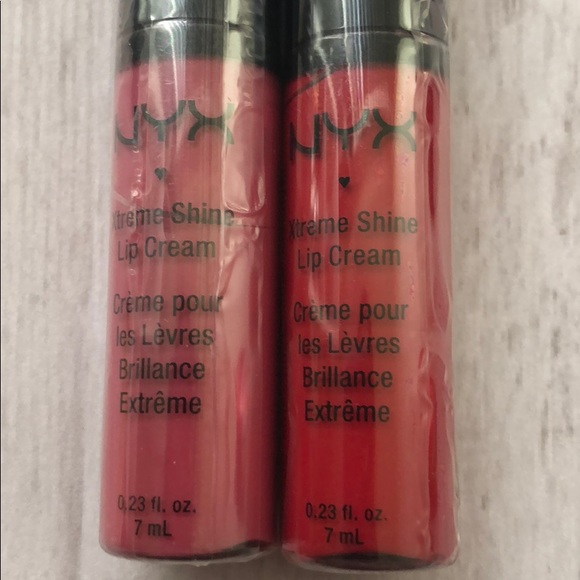 NYX
Xtreme Shine
Lip Cream
Crème pour
les Lèvres
Brillance
Extrême
0.23 fl. oz.
7 mL
NYX
Xtreme Shine
Lip Cream
Crème pour
les Lèvres
Brillance
Extrême
0.23 fl. oz.
7 mL